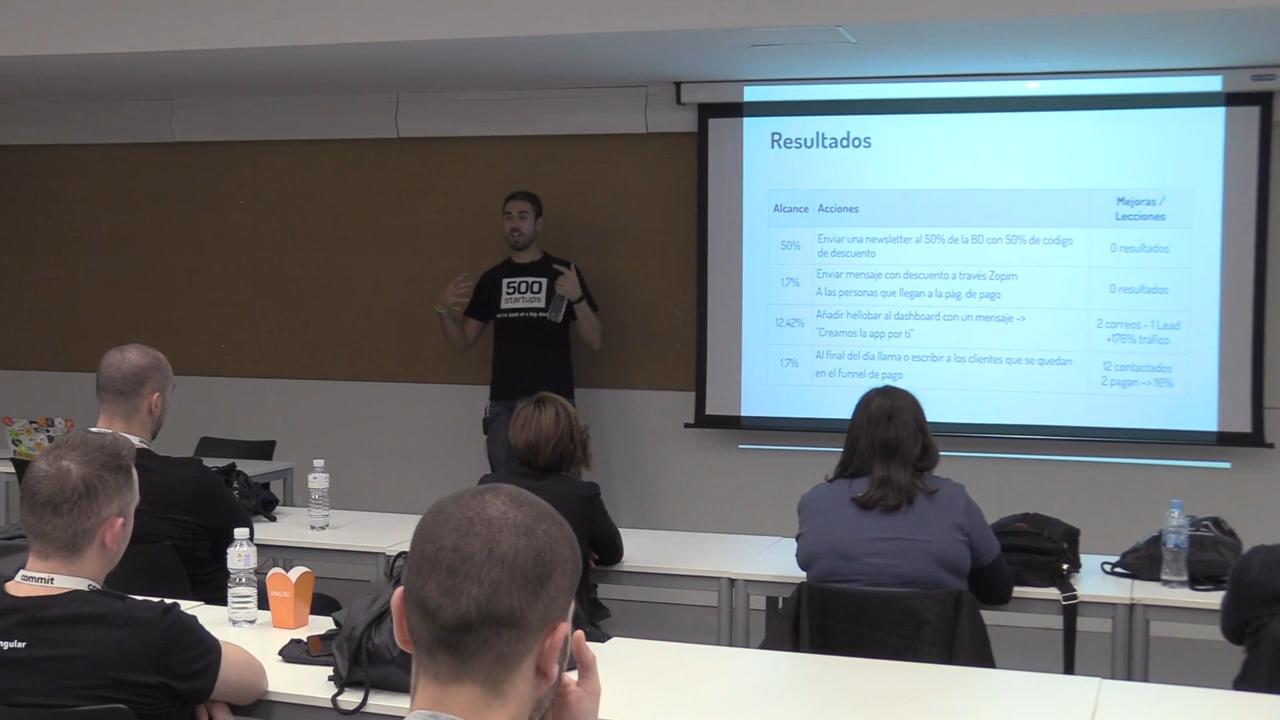 Resultados
Alcance Acciones Mejoras /
Lecciones
50% Enviar una newsletter al 50% de la BD con 50% de código
de descuento
0 resultados
1.7% Enviar mensaje con descuento a través Zopim
A las personas que llegan a la pág. de pago
0 resultados
12.42% Añadir hellobar al dashboard con un mensaje ->
"Creamos la app por ti"
2 correos - 1 Lead
+176% tráfico
1.7% Al final del día llama o escribir a los clientes que se quedan
en el funnel de pago
12 contactados
2 pagan -> 16%
500
startups
commit
ngular